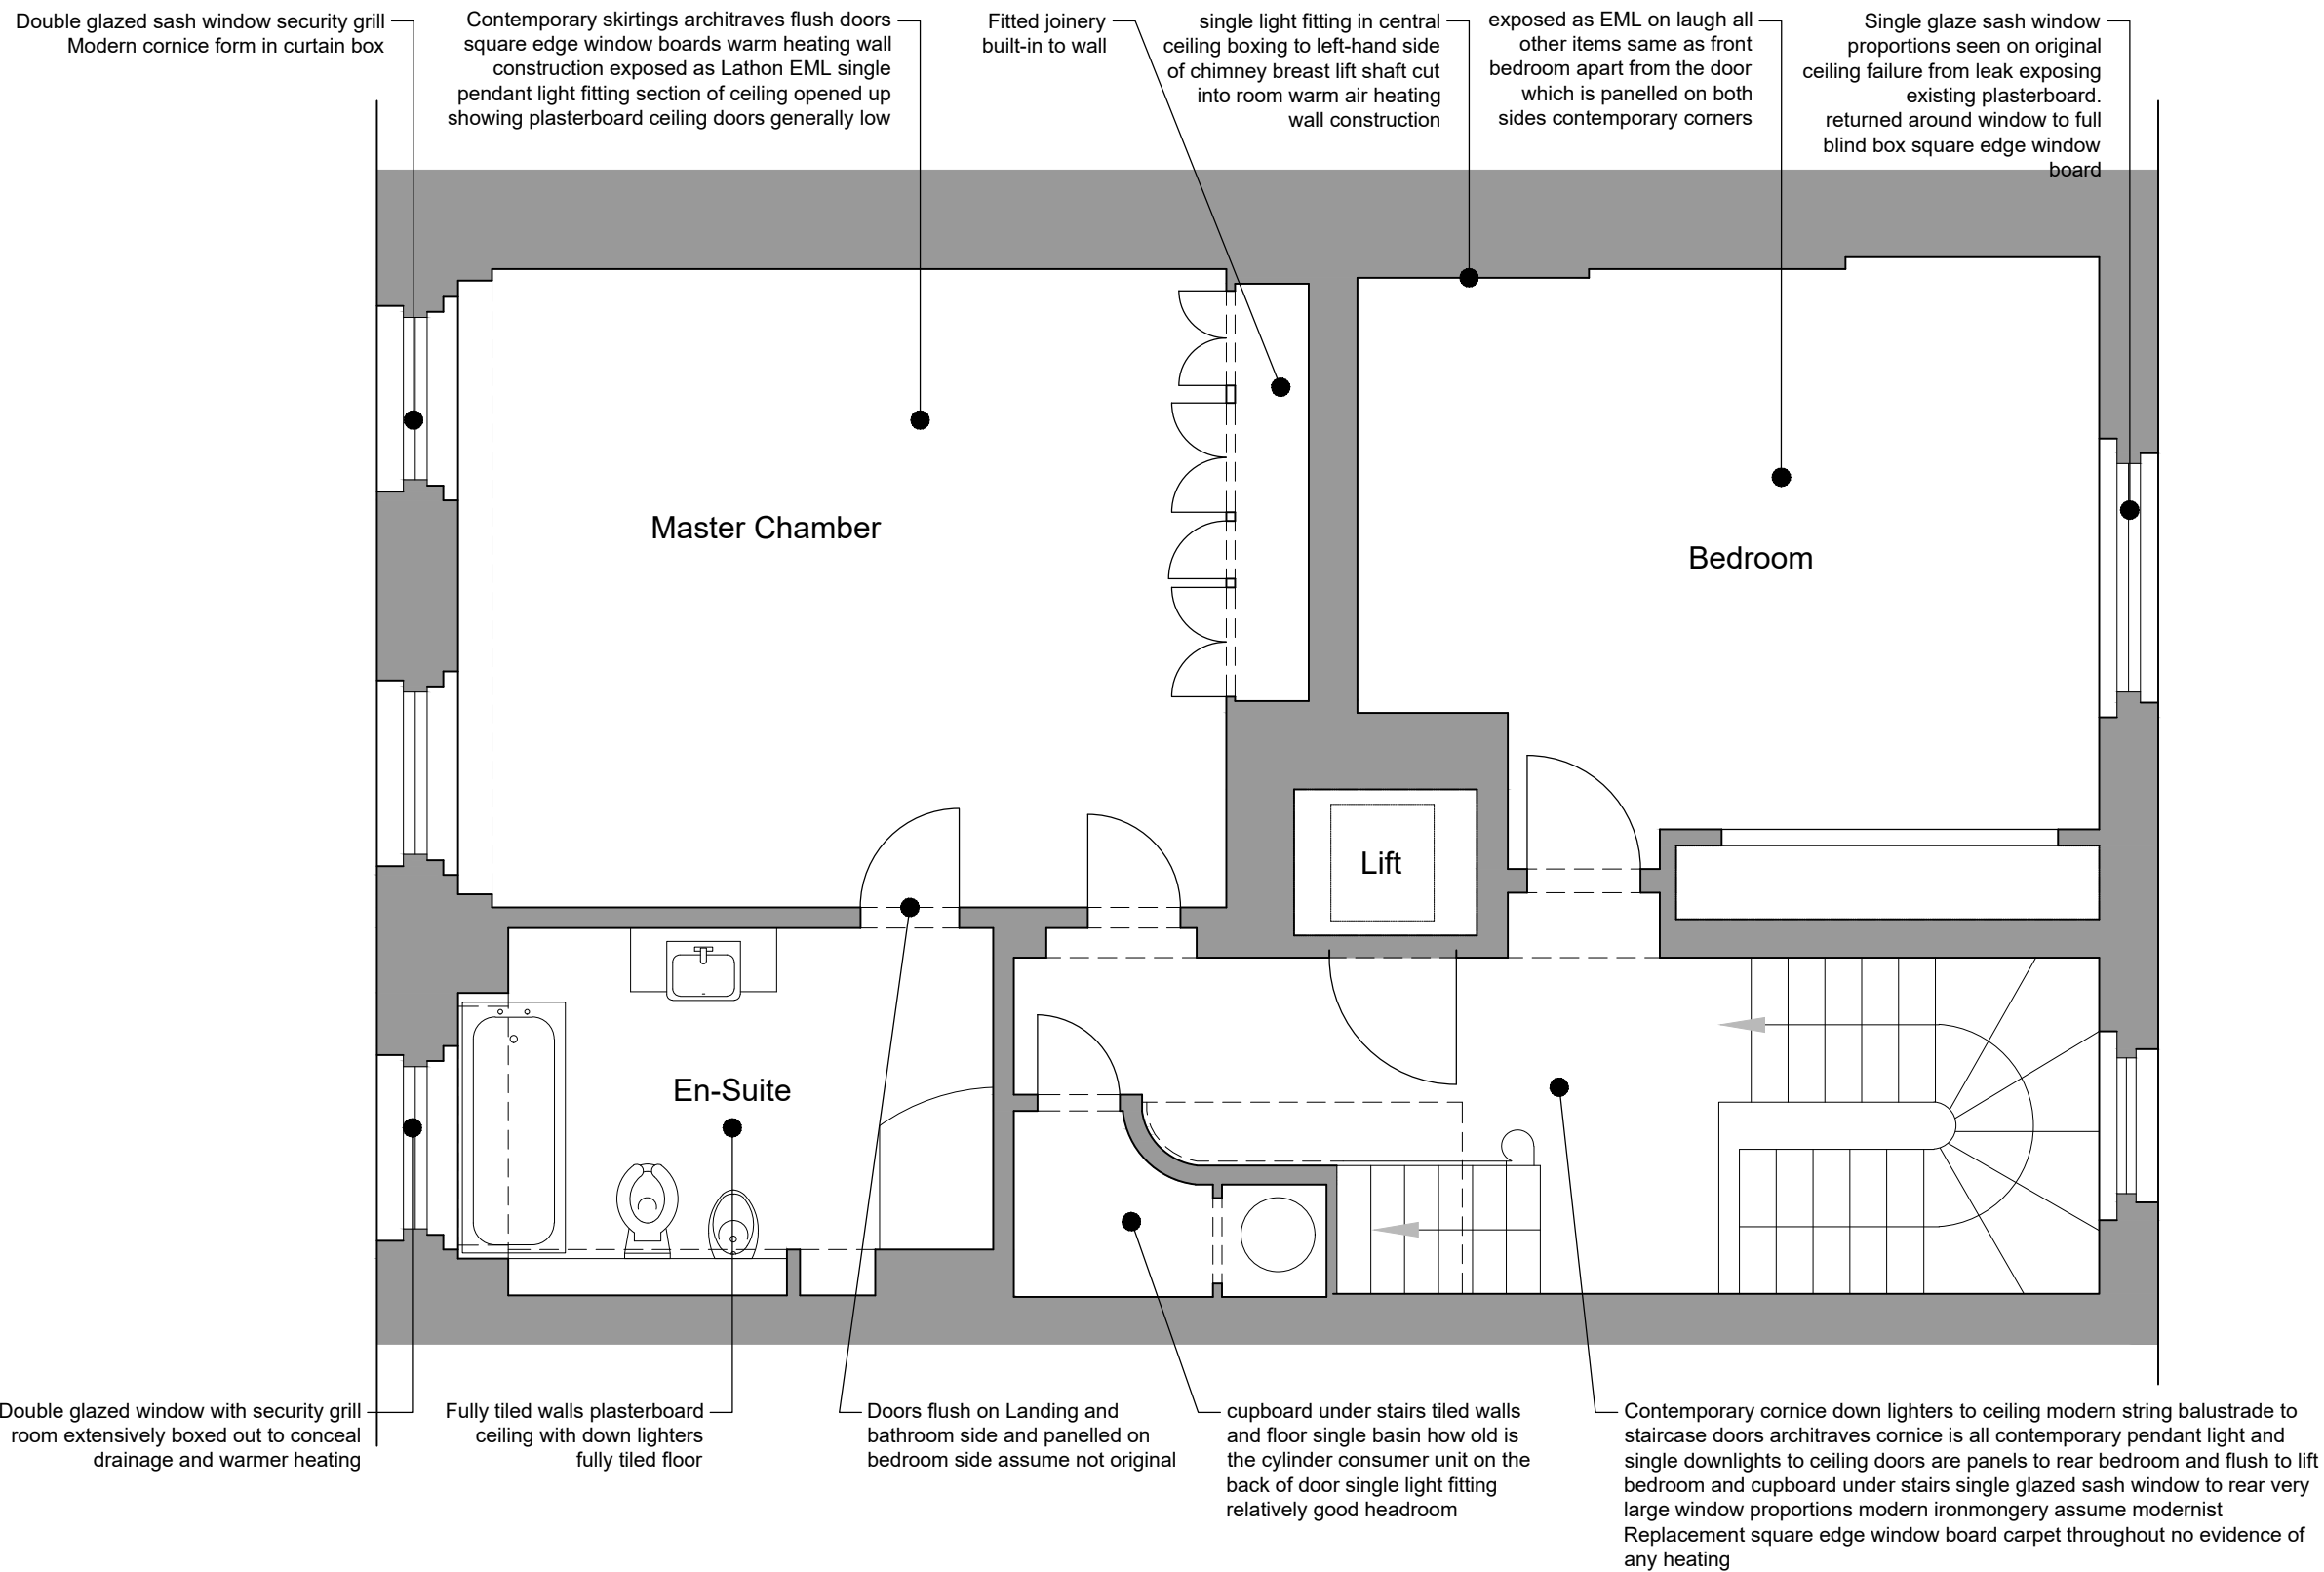 Double glazed sash window security grill
Modern cornice form in curtain box
Contemporary skirtings architraves flush doors
square edge window boards warm heating wall
construction exposed as Lathon EML single
pendant light fitting section of ceiling opened up
showing plasterboard ceiling doors generally low
Fitted joinery
built-in to wall
single light fitting in central
ceiling boxing to left-hand side
of chimney breast lift shaft cut
into room warm air heating
wall construction
exposed as EML on laugh all
other items same as front
bedroom apart from the door
which is panelled on both
sides contemporary corners
Single glaze sash window
proportions seen on original
ceiling failure from leak exposing
existing plasterboard.
returned around window to full
blind box square edge window
board
Master Chamber
Bedroom
Lift
En-Suite
Double glazed window with security grill
room extensively boxed out to conceal
drainage and warmer heating
Fully tiled walls plasterboard
ceiling with down lighters
fully tiled floor
Doors flush on Landing and
bathroom side and panelled on
bedroom side assume not original
cupboard under stairs tiled walls
and floor single basin how old is
the cylinder consumer unit on the
back of door single light fitting
relatively good headroom
Contemporary cornice down lighters to ceiling modern string balustrade to
staircase doors architraves cornice is all contemporary pendant light and
single downlights to ceiling doors are panels to rear bedroom and flush to lift
bedroom and cupboard under stairs single glazed sash window to rear very
large window proportions modern ironmongery assume modernist
Replacement square edge window board carpet throughout no evidence of
any heating